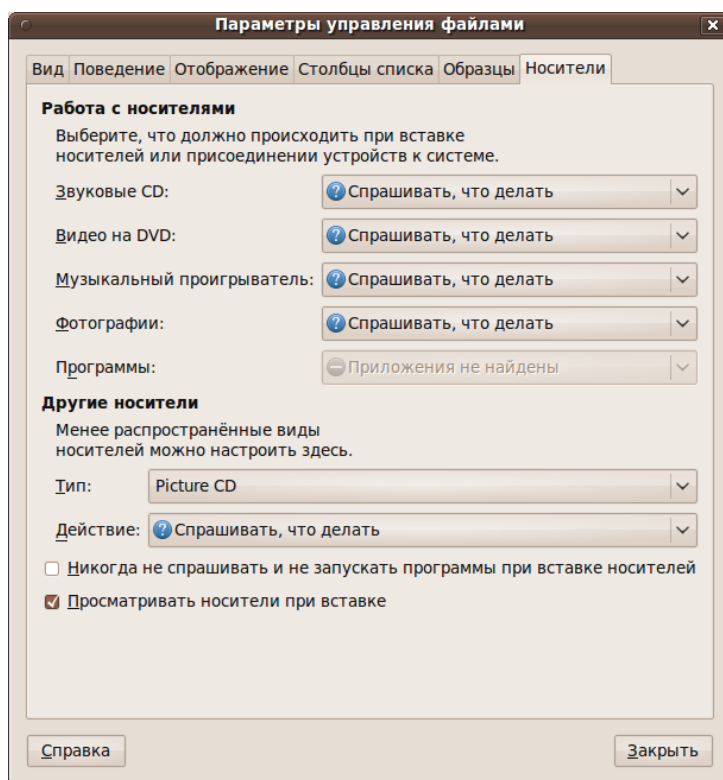 Параметры управления файлами
Вид Поведение Отображение Столбцы списка Образцы Носители
Работа с носителями
Выберите, что должно происходить при вставке
носителей или присоединении устройств к системе.
Звуковые CD: Спрашивать, что делать
Видео на DVD: Спрашивать, что делать
Музыкальный проигрыватель: Спрашивать, что делать
Фотографии: Спрашивать, что делать
Программы: Приложения не найдены
Другие носители
Менее распространённые виды
носителей можно настроить здесь.
Тип: Picture CD
Действие: Спрашивать, что делать
Никогда не спрашивать и не запускать программы при вставке носителей
Просматривать носители при вставке
Справка Закрыть